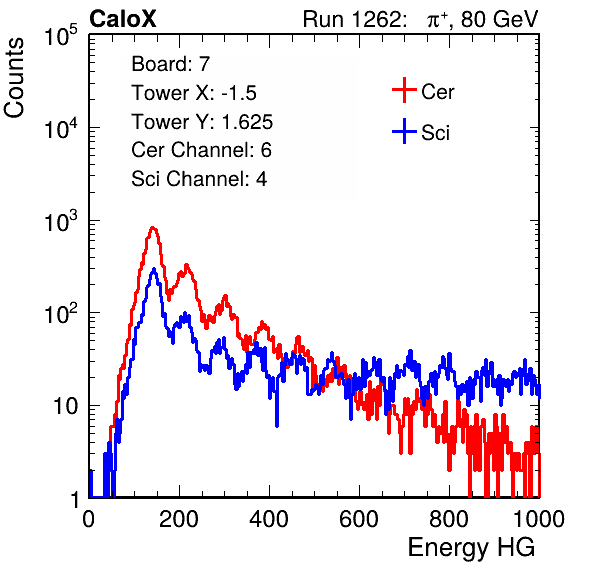 CaloX Run 1262: π⁺, 80 GeV
Counts
10⁵
10⁴
10³
10²
10
1
Board: 7
Tower X: -1.5
Tower Y: 1.625
Cer Channel: 6
Sci Channel: 4
Cer
Sci
0 200 400 600 800 1000
Energy HG